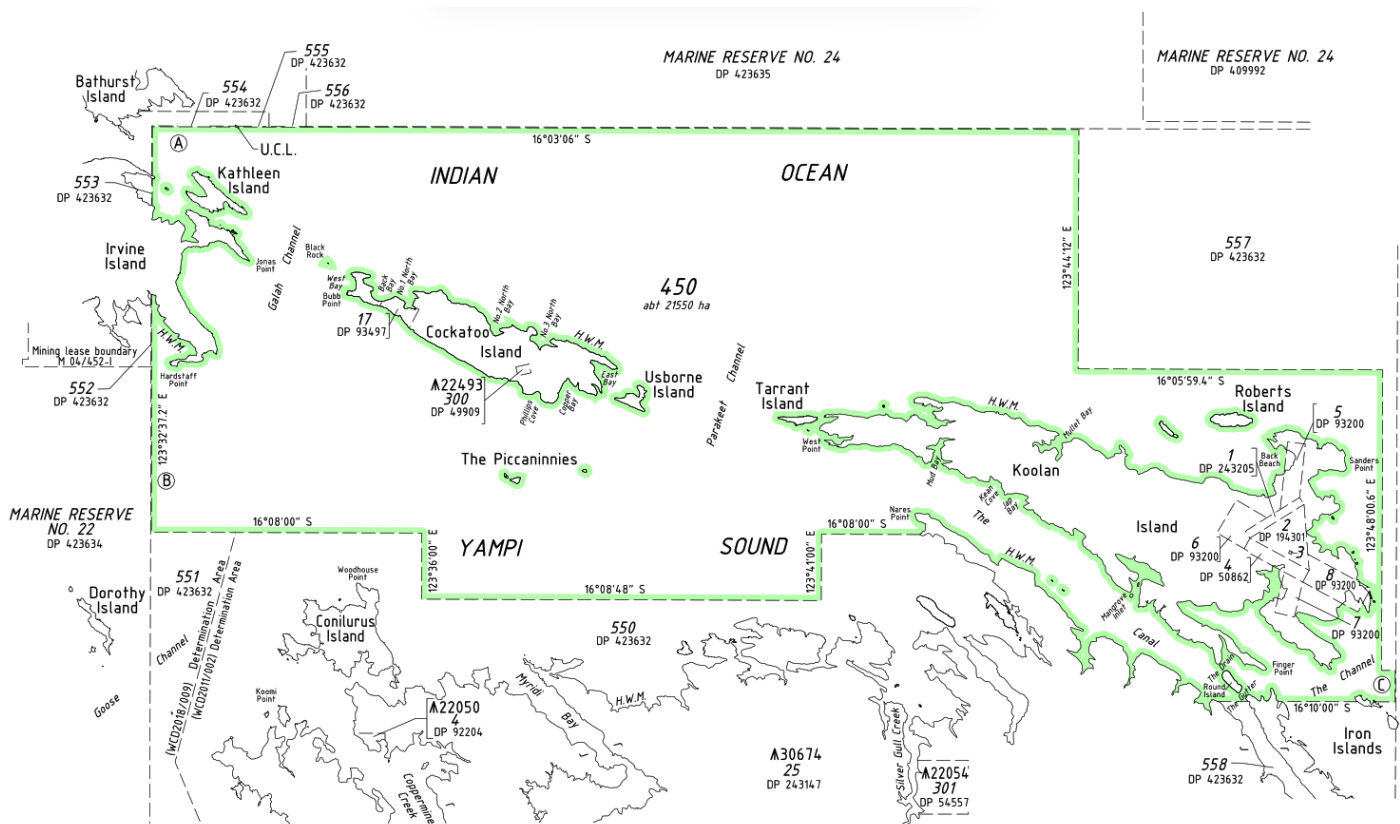 555
DP 423632
554
DP 423632
556
DP 423632
MARINE RESERVE NO. 24
DP 423635
MARINE RESERVE NO. 24
DP 409992
Bathurst
Island
A
U.C.L.
16°03'06" S
Kathleen
Island
INDIAN
OCEAN
553
DP 423632
Irvine
Island
Jonas
Point
Galah Channel
Black
Rock
West
Bay
Bubb
Point
Back
Bay
No.1 North
Bay
No.2 North
Bay
No.3 North
Bay
450
abt 21550 ha
123°44'12" E
557
DP 423632
17
DP 93497
Cockatoo
Island
H.W.M.
H.W.M.
Mining lease boundary
M 04/452-I
Hardstaff
Point
552
DP 423632
22493
300
DP 49909
Phillips
Cove
Copper
Bay
East
Bay
Usborne
Island
Parakeet Channel
Tarrant
Island
16°05'59.4" S
Roberts
Island
H.W.M.
Mullet Bay
5
DP 93200
1
DP 243205
Back
Beach
Sanders
Point
123°32'37.2" E
B
The Piccaninnies
West
Point
Mud Bay
Koolan
Kean
Cove
Jap
Bay
MARINE RESERVE
NO. 22
DP 423634
16°08'00" S
YAMPI
SOUND
16°08'00" S
Nares
Point
The
Island
6
DP 93200
2
DP 194301
3
4
DP 50862
8
DP 93200
7
DP 93200
123°48'00.6" E
123°36'00" E
123°41'00" E
16°08'48" S
H.W.M.
Mangrove
Inlet
Canal
551
DP 423632
Dorothy
Island
Goose Channel
(WCD2018/009) Determination Area
(WCD2011/002) Determination Area
Woodhouse
Point
Conilurus
Island
Koomi
Point
550
DP 423632
H.W.M.
Myridi
Bay
22050
4
DP 92204
Coppermine
Creek
30674
25
DP 243147
Silver Gull Creek
22054
301
DP 54557
The Drain
Finger
Point
Round
Island
The Gutter
The Channel
C
16°10'00" S
Iron
Islands
558
DP 423632